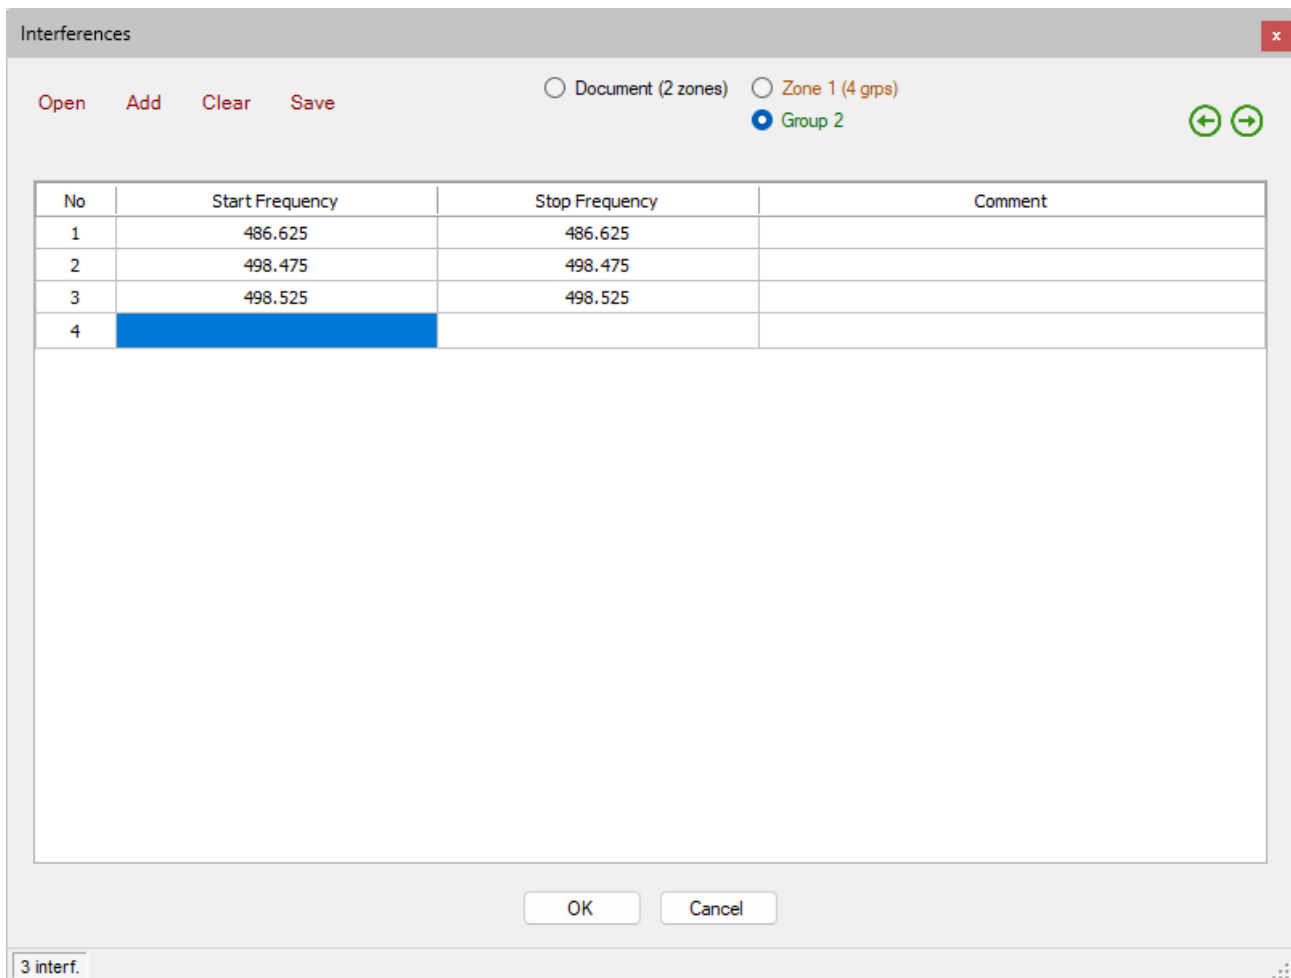 Interferences
x
Open Add Clear Save
Document (2 zones) Zone 1 (4 grps)
Group 2
No Start Frequency Stop Frequency Comment
1 486.625 486.625
2 498.475 498.475
3 498.525 498.525
4
OK Cancel
3 interf.